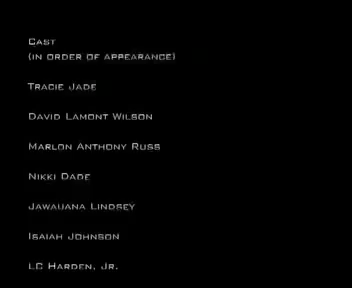 Cast
(in order of appearance)
Tracie Jade
David Lamont Wilson
Marlon Anthony Russ
Nikki Dade
Jawauana Lindsey
Isaiah Johnson
LC Harden, Jr.